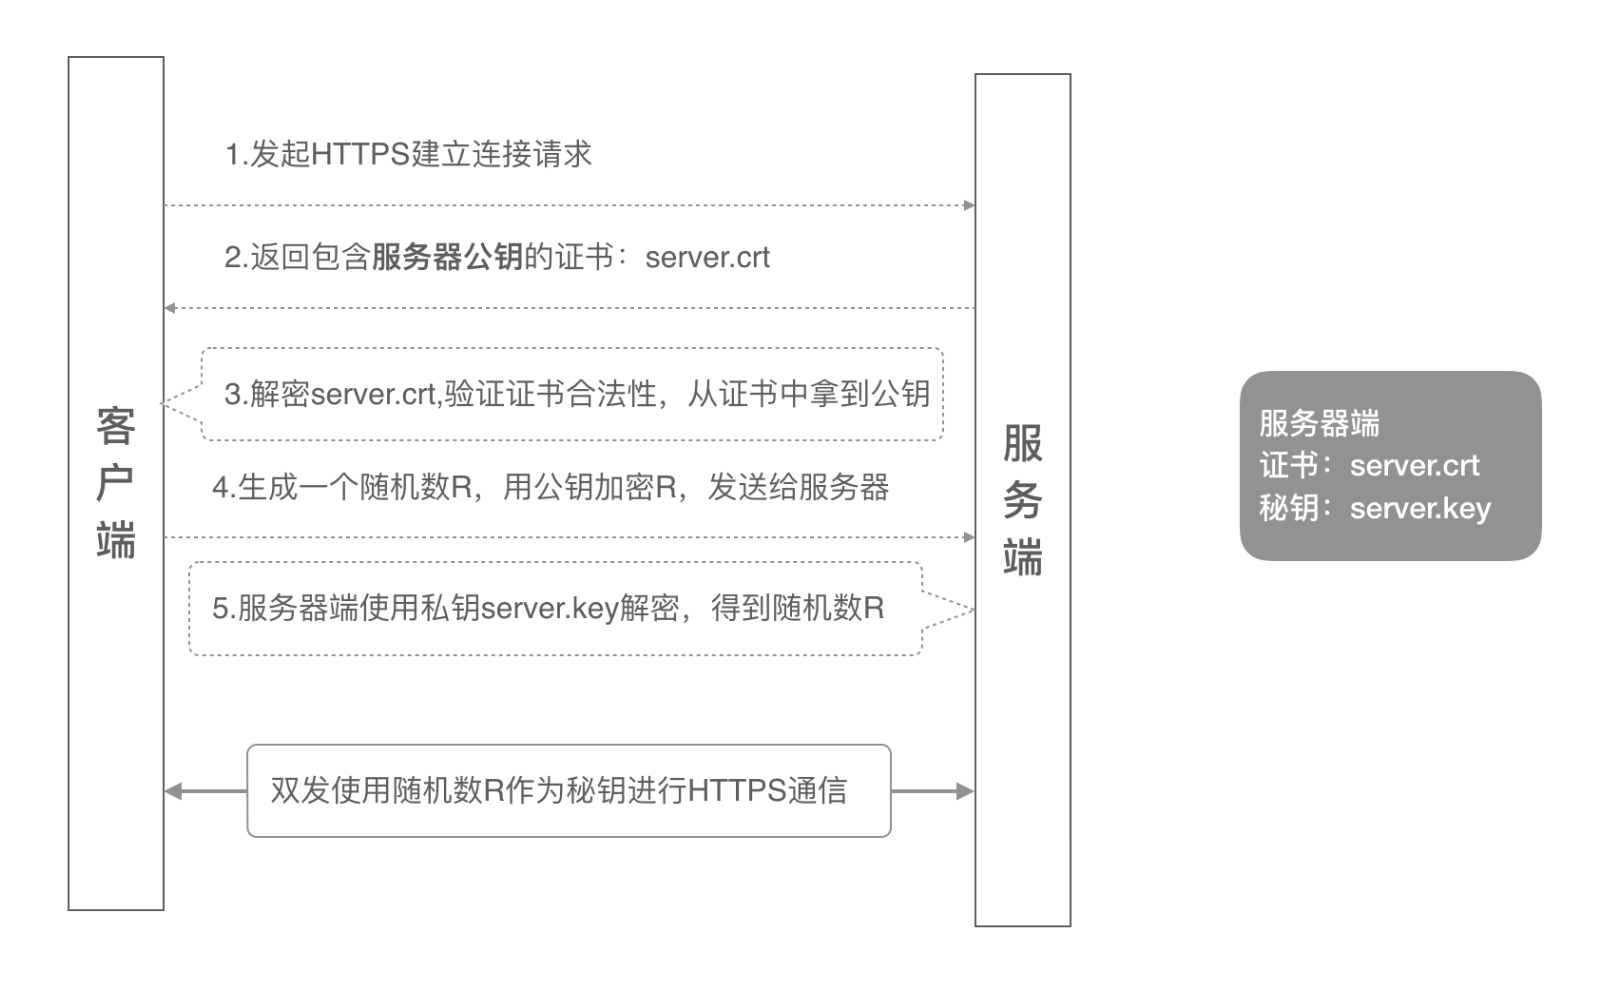 1.发起HTTPS建立连接请求
2.返回包含服务器公钥的证书：server.crt
3.解密server.crt,验证证书合法性，从证书中拿到公钥
客户端
4.生成一个随机数R，用公钥加密R，发送给服务器
5.服务器端使用私钥server.key解密，得到随机数R
双发使用随机数R作为秘钥进行HTTPS通信
服务端
服务器端
证书：server.crt
秘钥：server.key